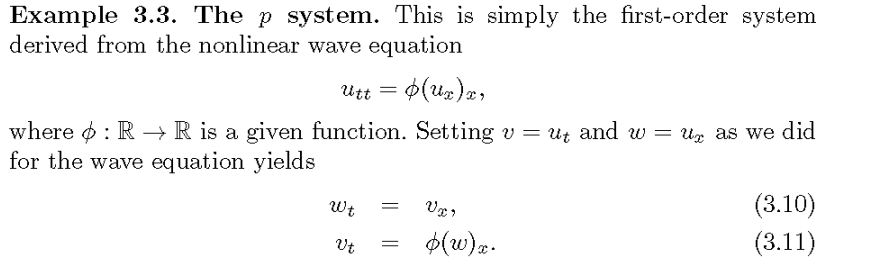 Example 3.3. The p system. This is simply the first-order system
derived from the nonlinear wave equation
u_{tt} = ϕ(u_x)_x,
where ϕ : ℝ → ℝ is a given function. Setting v = u_t and w = u_x as we did
for the wave equation yields
w_t = v_x, (3.10)
v_t = ϕ(w)_x. (3.11)